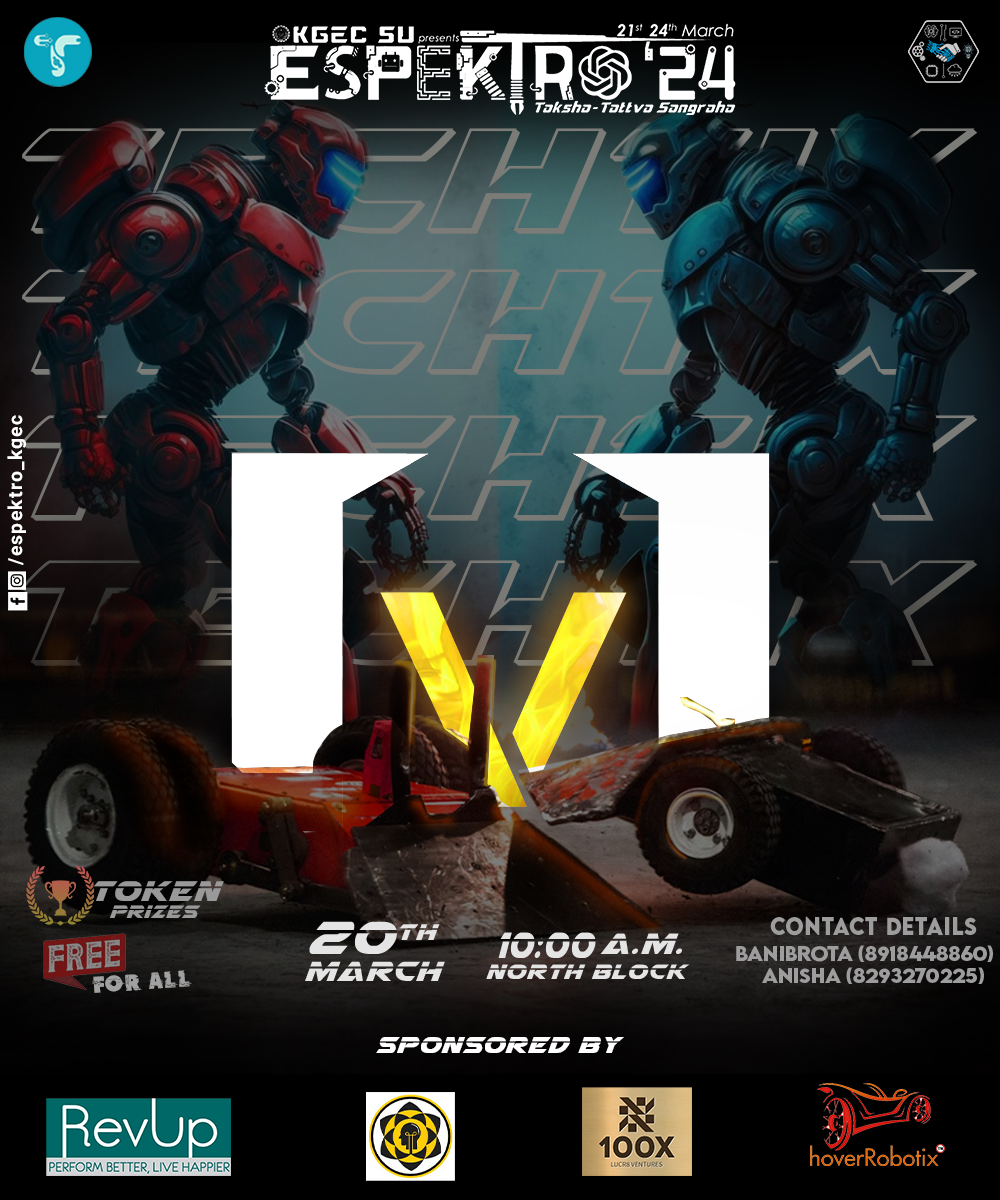 KGEC SU presents
21st 24th March
ESPEKTRO '24
Taksha-Tattva Sangraha
TECHTIX
TECHTIX
TECHTIX
TECHTIX
/espektro_kgec
1V1
TOKEN
PRIZES
FREE
FOR ALL
20TH
MARCH
10:00 A.M.
NORTH BLOCK
CONTACT DETAILS
BANIBROTA (8918448860)
ANISHA (8293270225)
SPONSORED BY
RevUp
PERFORM BETTER, LIVE HAPPIER
100X
LUCR8 VENTURES
hoverRobotix